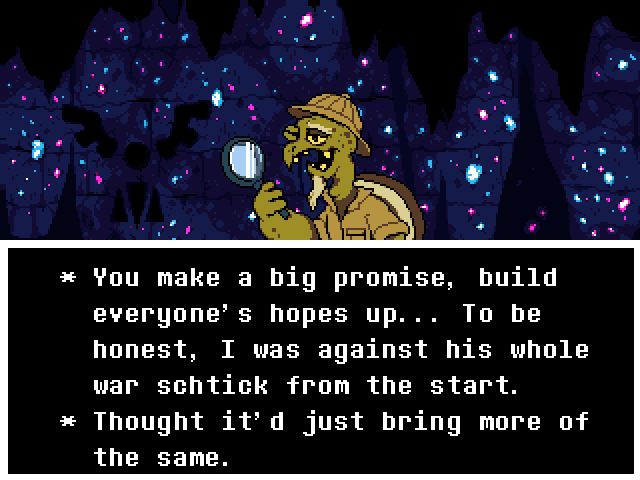 * You make a big promise, build
everyone's hopes up... To be
honest, I was against his whole
war schtick from the start.
* Thought it'd just bring more of
the same.